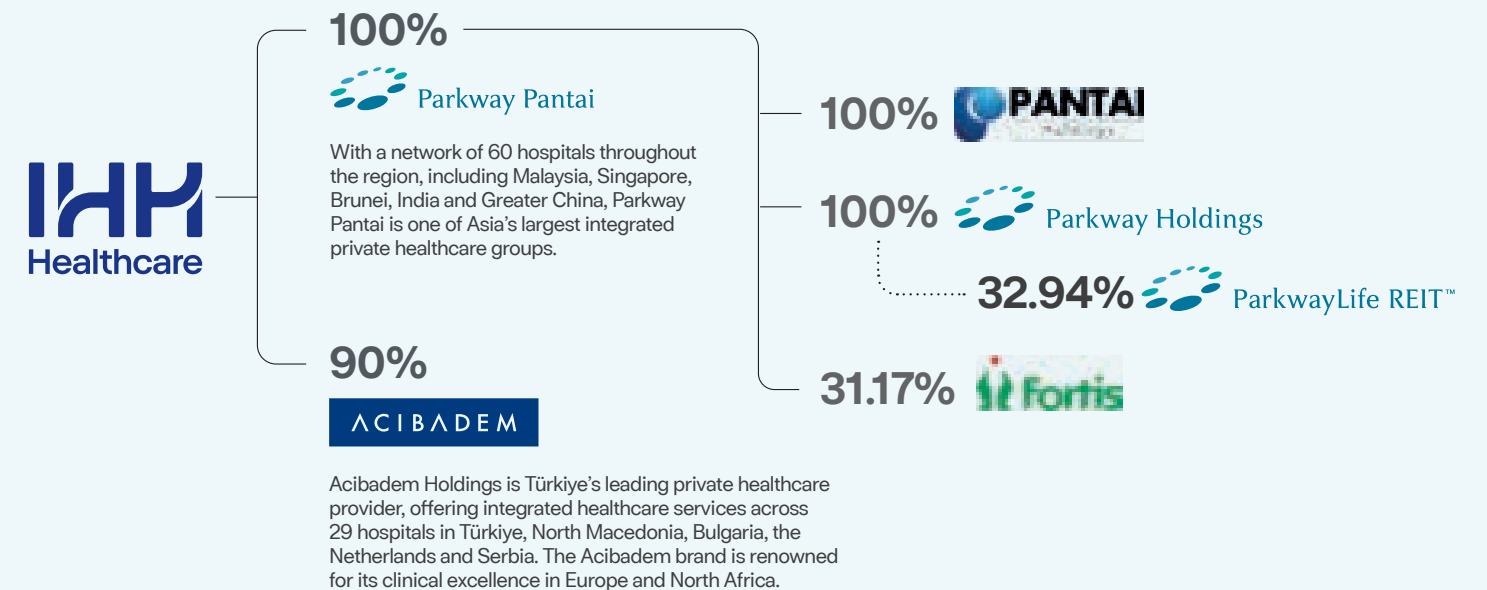 IHH
Healthcare
100%
Parkway Pantai
With a network of 60 hospitals throughout
the region, including Malaysia, Singapore,
Brunei, India and Greater China, Parkway
Pantai is one of Asia’s largest integrated
private healthcare groups.
90%
ACIBADEM
Acibadem Holdings is Türkiye’s leading private healthcare
provider, offering integrated healthcare services across
29 hospitals in Türkiye, North Macedonia, Bulgaria, the
Netherlands and Serbia. The Acibadem brand is renowned
for its clinical excellence in Europe and North Africa.
100%
PANTAI
100%
Parkway Holdings
32.94%
ParkwayLife REIT™
31.17%
Fortis